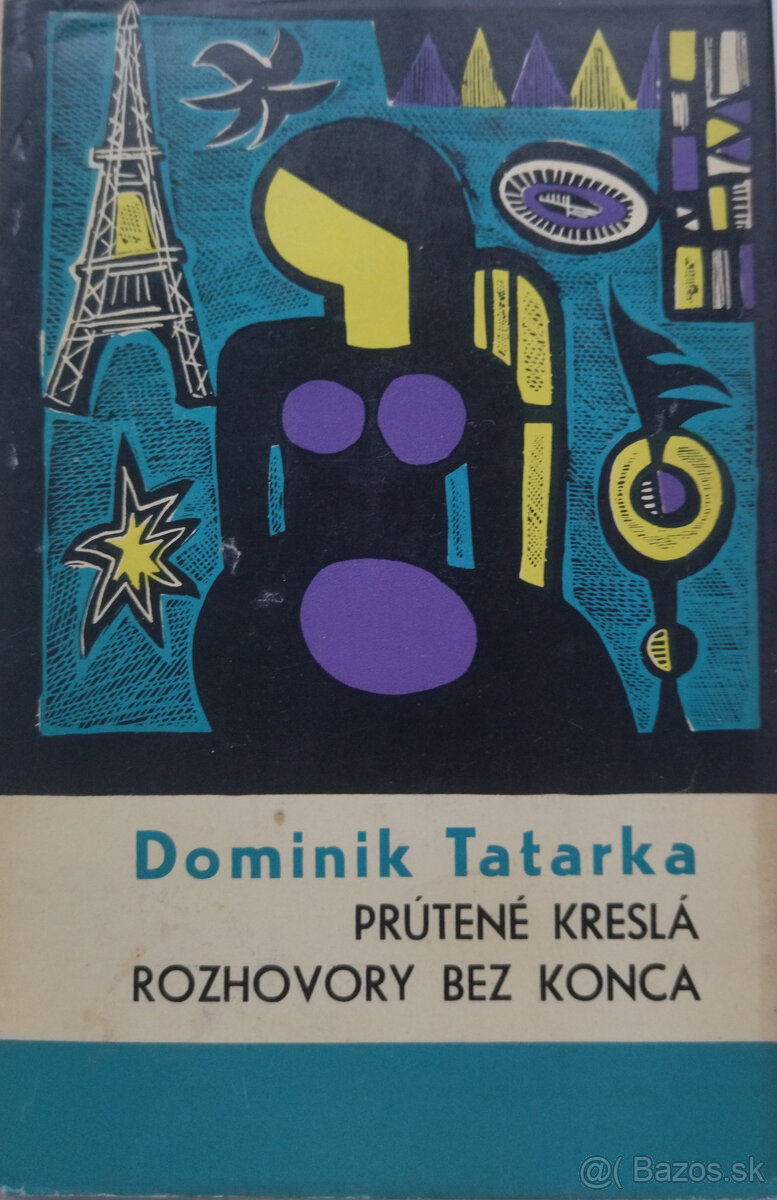 Dominik Tatarka
PRÚTENÉ KRESLÁ
ROZHOVORY BEZ KONCA
@( Bazos.sk